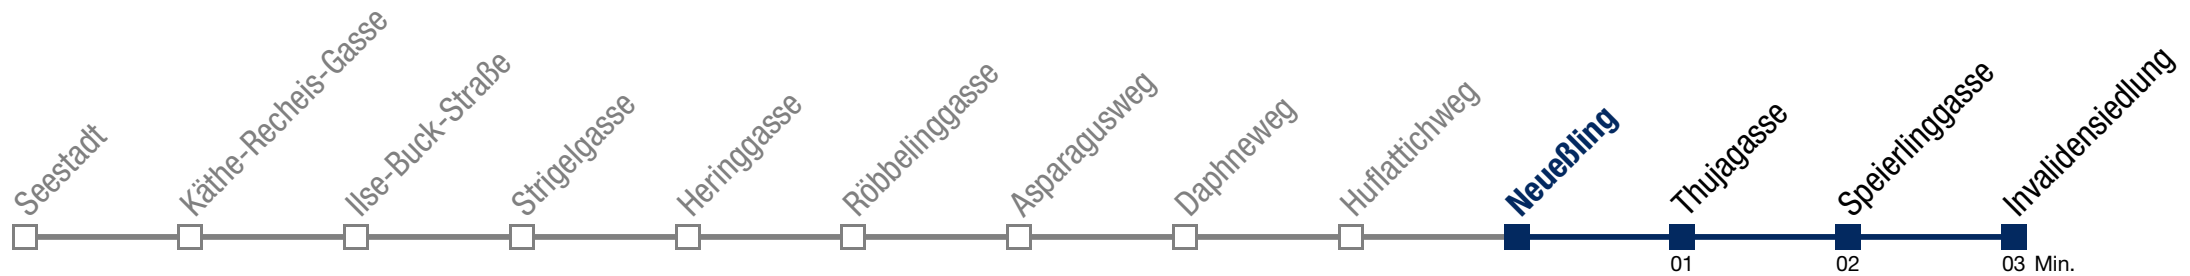 Seestadt
Käthe-Recheis-Gasse
Ilse-Buck-Straße
Strigelgasse
Heringgasse
Röbbelinggasse
Asparagusweg
Daphneweg
Huflattichweg
Neueßling
Thujagasse
Speierlinggasse
Invalidensiedlung
01 02 03 Min.